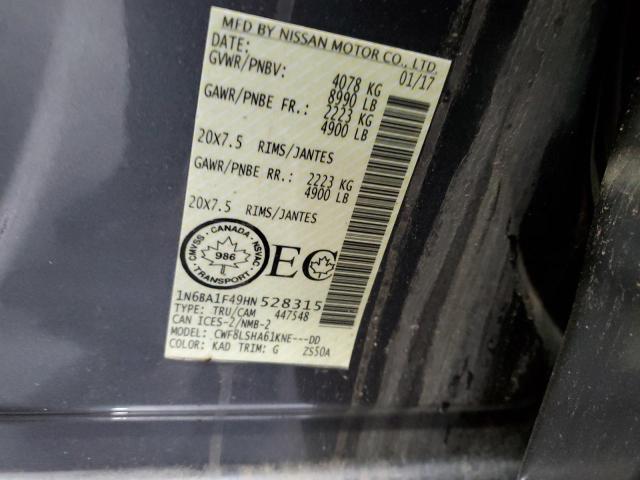 MFD BY NISSAN MOTOR CO., LTD.
DATE: 01/17
GVWR/PNBV: 4078 KG
8990 LB
GAWR/PNBE FR.: 2223 KG
4900 LB
20X7.5 RIMS/JANTES
GAWR/PNBE RR.: 2223 KG
4900 LB
20X7.5 RIMS/JANTES
CMVSS · CANADA · NSVAC
986
TRANSPORT
EC
1N6BA1F49HN528315
TYPE: TRU/CAM 447548
CAN ICES-2/NMB-2
MODEL: CWF8LSHA61KNE---DD
COLOR: KAD TRIM: G ZS50A